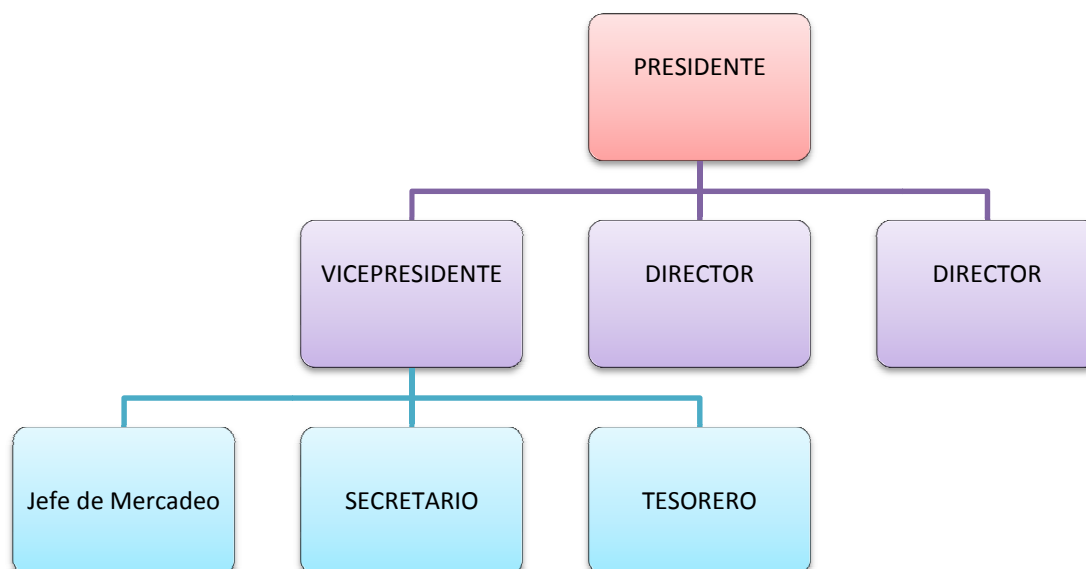 PRESIDENTE
VICEPRESIDENTE
DIRECTOR
DIRECTOR
Jefe de Mercadeo
SECRETARIO
TESORERO